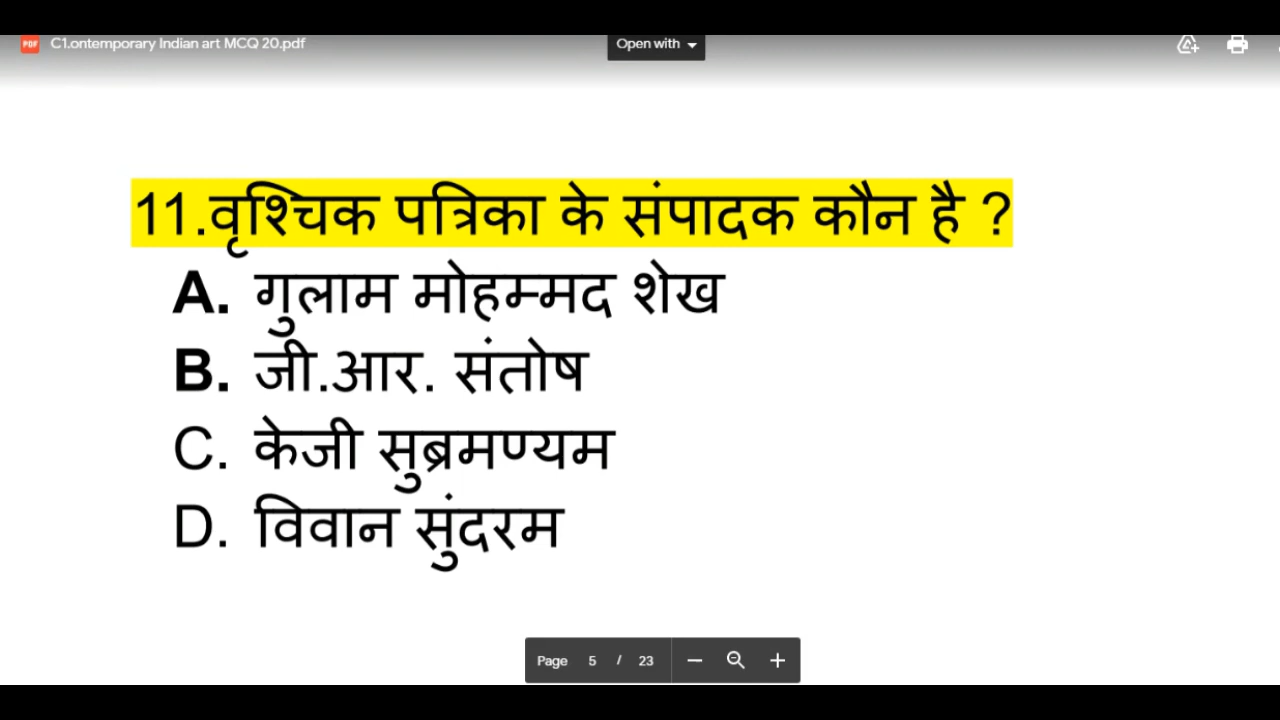 C1.ontemporary Indian art MCQ 20.pdf
Open with
11.वृश्चिक पत्रिका के संपादक कौन है ?
A. गुलाम मोहम्मद शेख
B. जी.आर. संतोष
C. केजी सुब्रमण्यम
D. विवान सुंदरम
Page 5 / 23